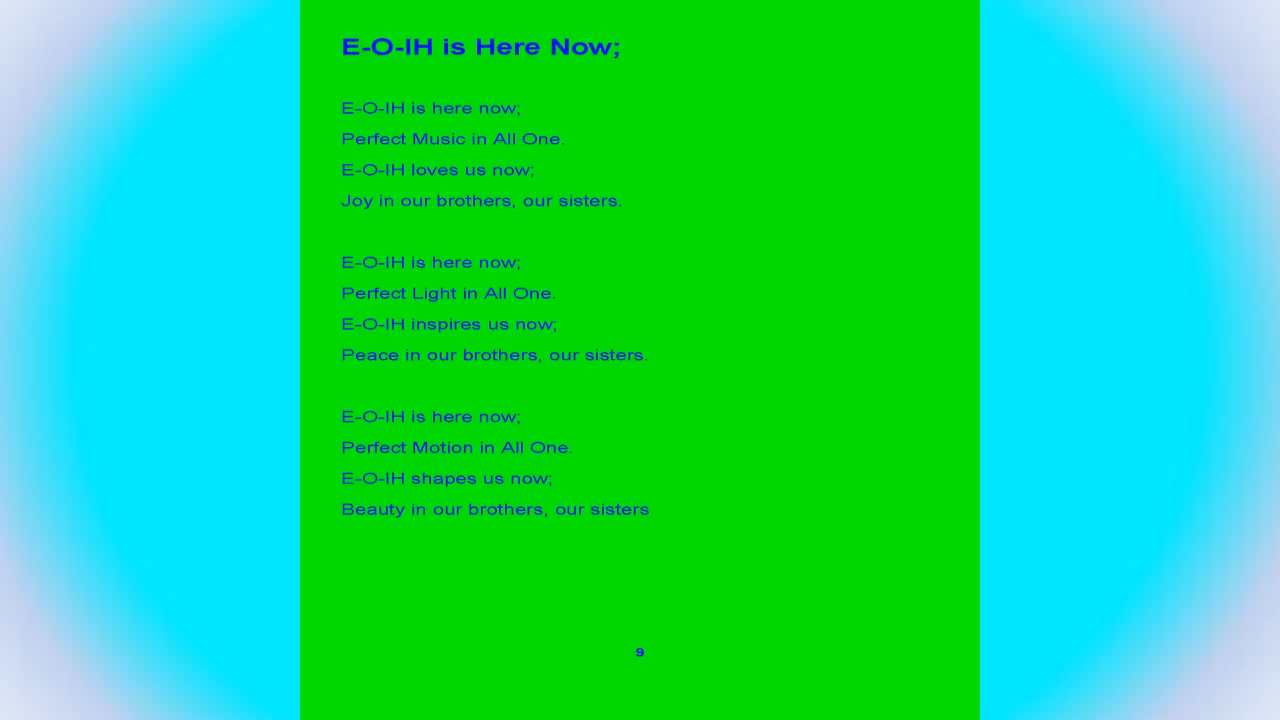 E-O-IH is Here Now;
E-O-IH is here now;
Perfect Music in All One.
E-O-IH loves us now;
Joy in our brothers, our sisters.
E-O-IH is here now;
Perfect Light in All One.
E-O-IH inspires us now;
Peace in our brothers, our sisters.
E-O-IH is here now;
Perfect Motion in All One.
E-O-IH shapes us now;
Beauty in our brothers, our sisters
9